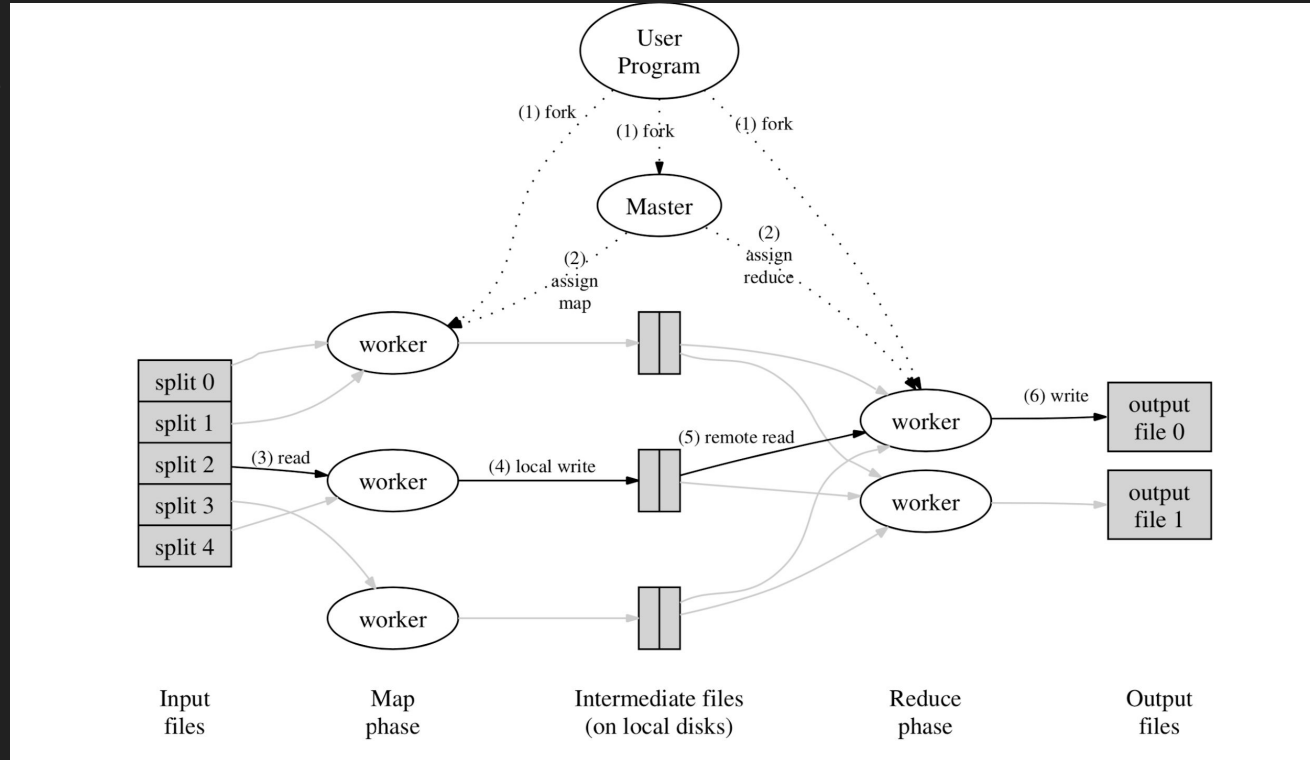 User
Program
(1) fork
(1) fork
(1) fork
Master
(2)
assign
map
(2)
assign
reduce
worker
split 0
split 1
split 2
split 3
split 4
(3) read
worker
(4) local write
worker
(5) remote read
worker
(6) write
output
file 0
worker
output
file 1
Input
files
Map
phase
Intermediate files
(on local disks)
Reduce
phase
Output
files